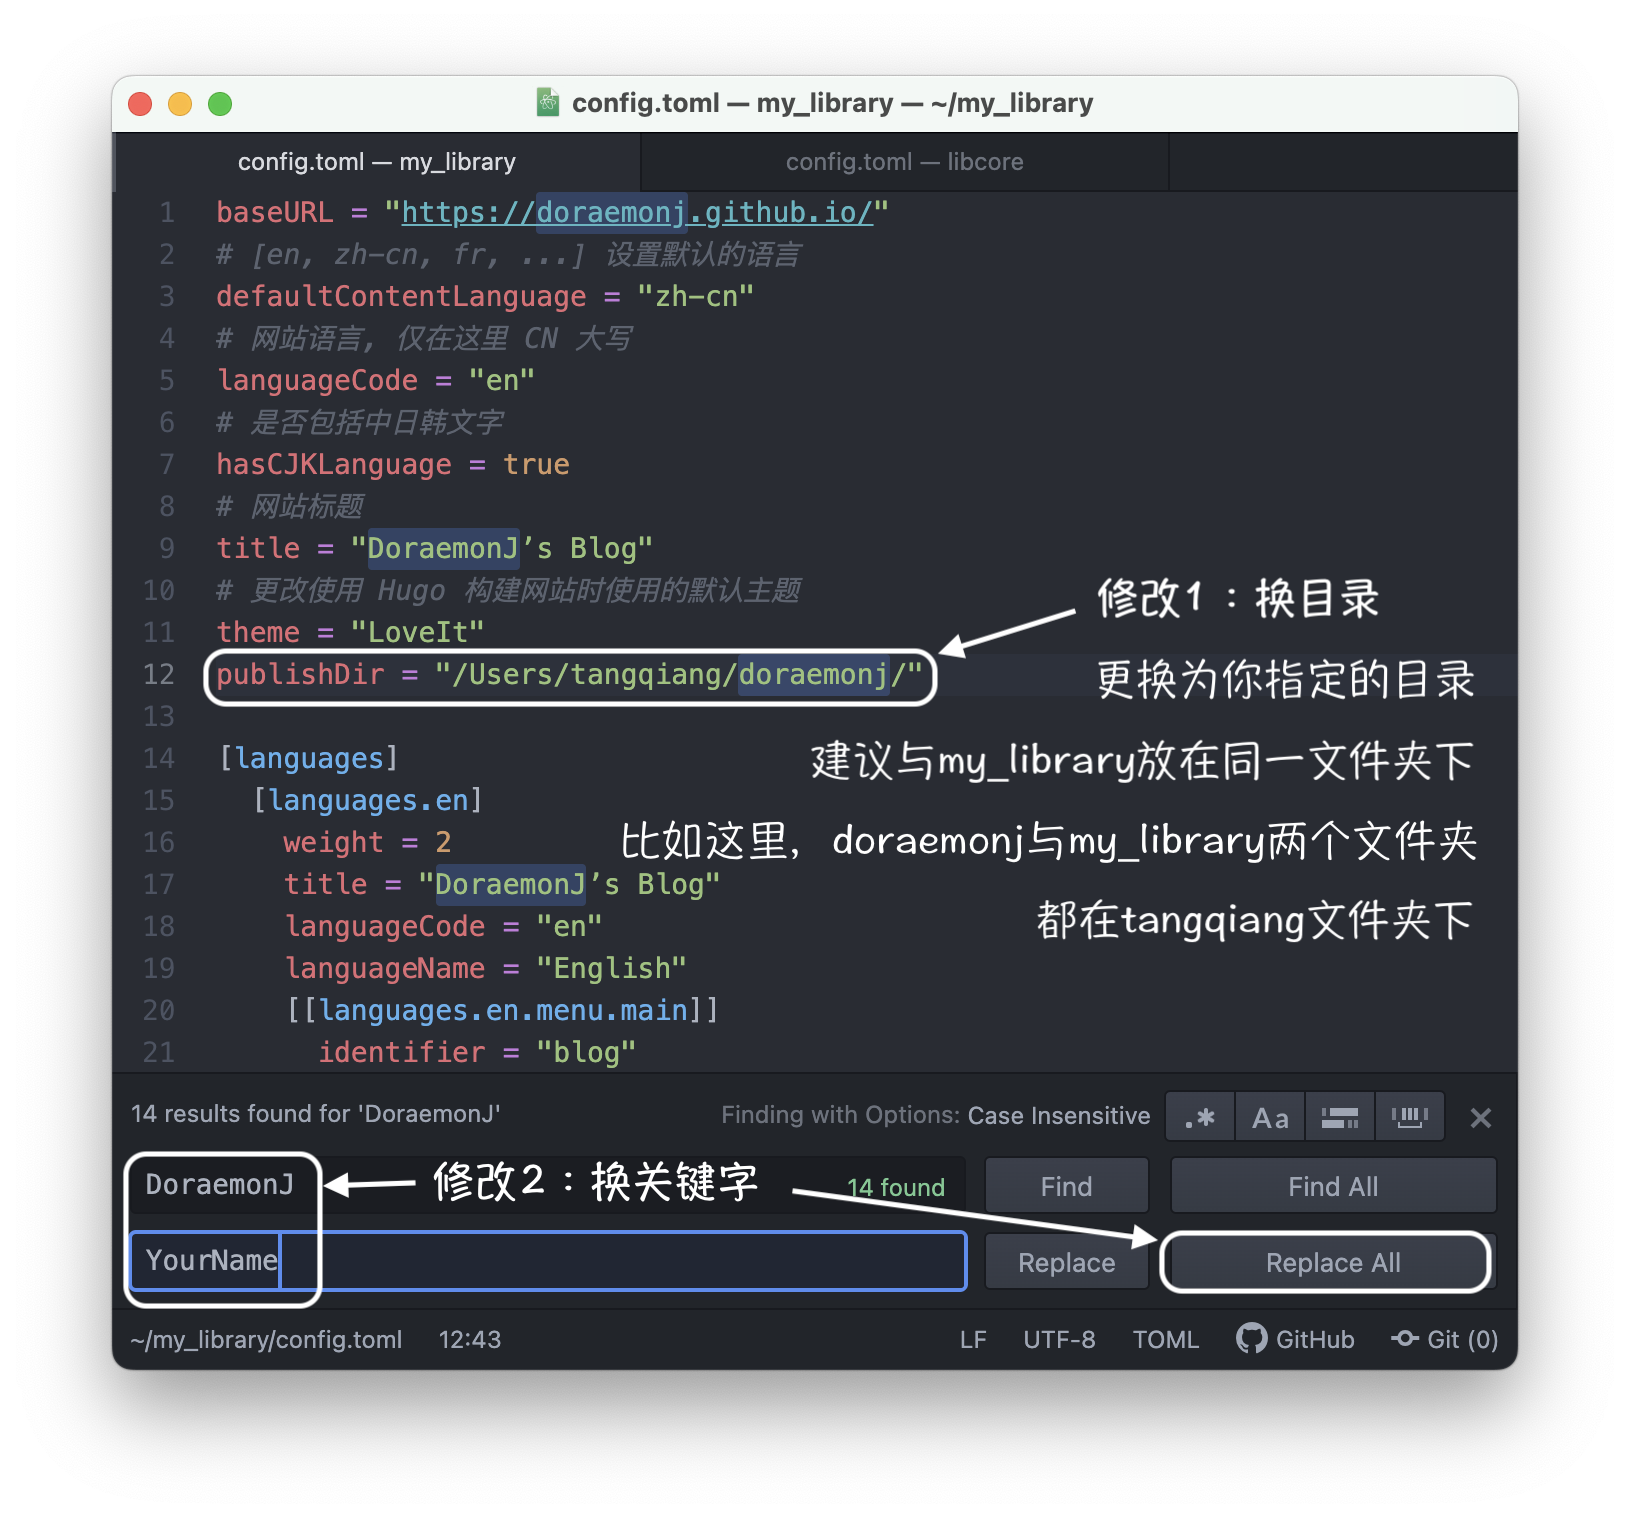 config.toml — my_library — ~/my_library
config.toml — my_library
config.toml — libcore
1 baseURL = "https://doraemonj.github.io/"
2 # [en, zh-cn, fr, ...] 设置默认的语言
3 defaultContentLanguage = "zh-cn"
4 # 网站语言, 仅在这里 CN 大写
5 languageCode = "en"
6 # 是否包括中日韩文字
7 hasCJKLanguage = true
8 # 网站标题
9 title = "DoraemonJ’s Blog"
10 # 更改使用 Hugo 构建网站时使用的默认主题
修改1：换目录
11 theme = "LoveIt"
12 publishDir = "/Users/tangqiang/doraemonj/"
更换为你指定的目录
13
14 [languages]
建议与my_library放在同一文件夹下
15 [languages.en]
16 weight = 2
比如这里，doraemonj与my_library两个文件夹
17 title = "DoraemonJ’s Blog"
18 languageCode = "en"
都在tangqiang文件夹下
19 languageName = "English"
20 [[languages.en.menu.main]]
21 identifier = "blog"
14 results found for 'DoraemonJ'
Finding with Options: Case Insensitive
.* Aa
DoraemonJ
修改2：换关键字
14 found
Find
Find All
YourName
Replace
Replace All
~/my_library/config.toml 12:43
LF UTF-8 TOML GitHub Git (0)